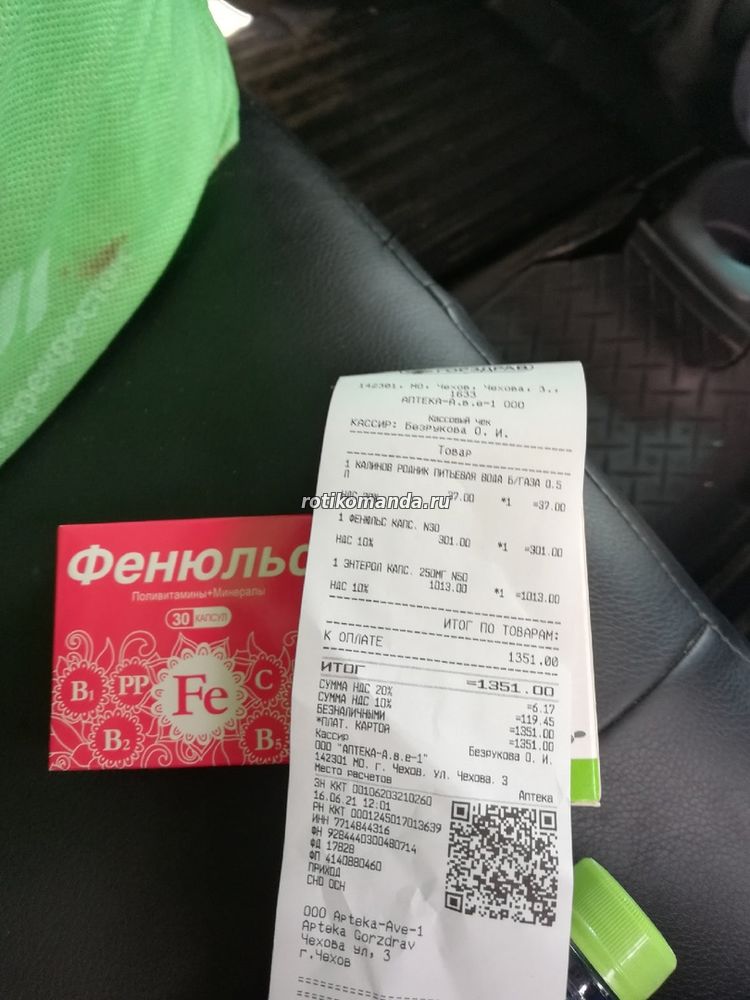 ГОРЗДРАВ
142301, МО, Чехов, Чехова, 3.,
1633
АПТЕКА-А.в.е-1 ООО
Кассовый чек
КАССИР: Безрукова О. И.
Товар
1 КАЛИНОВ РОДНИК ПИТЬЕВАЯ ВОДА Б/ГАЗА 0.5
Л
НДС 20% 37.00 *1 =37.00
rotikomanda.ru
1 ФЕНЮЛЬС КАПС. N30
НДС 10% 301.00 *1 =301.00
1 ЭНТЕРОЛ КАПС. 250МГ N50
НДС 10% 1013.00 *1 =1013.00
ИТОГ ПО ТОВАРАМ:
К ОПЛАТЕ
1351.00
ИТОГ =1351.00
СУММА НДС 20% =6.17
СУММА НДС 10% =119.45
БЕЗНАЛИЧНЫМИ =1351.00
*ПЛАТ. КАРТОЙ =1351.00
Кассир Безрукова О. И.
ООО "АПТЕКА-А.в.е-1"
142301 МО. г. Чехов. ул. Чехова. 3
Место расчетов Аптека
ЗН ККТ 00106203210260
16.06.21 12:01
РН ККТ 0001245017013639
ИНН 7714844316
ФН 9284440300480714
ФД 17828
ФП 4140880460
ПРИХОД
СНО ОСН
ООО Apteka-Ave-1
Apteka Gorzdrav
Чехова ул, 3
г.Чехов
Фенюльс
Поливитамины+Минералы
30 КАПСУЛ
B1 PP Fe C
B2 B5